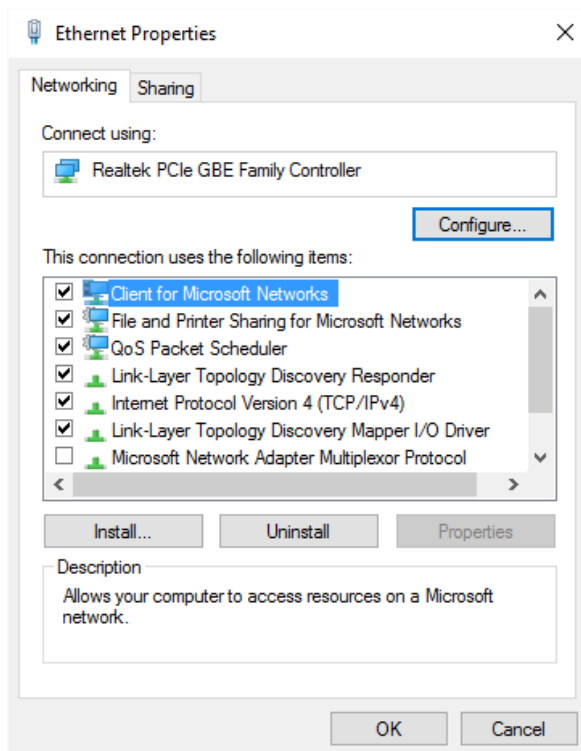 Ethernet Properties
Networking
Sharing
Connect using:
Realtek PCIe GBE Family Controller
Configure...
This connection uses the following items:
Client for Microsoft Networks
File and Printer Sharing for Microsoft Networks
QoS Packet Scheduler
Link-Layer Topology Discovery Responder
Internet Protocol Version 4 (TCP/IPv4)
Link-Layer Topology Discovery Mapper I/O Driver
Microsoft Network Adapter Multiplexor Protocol
Install...
Uninstall
Properties
Description
Allows your computer to access resources on a Microsoft
network.
OK
Cancel